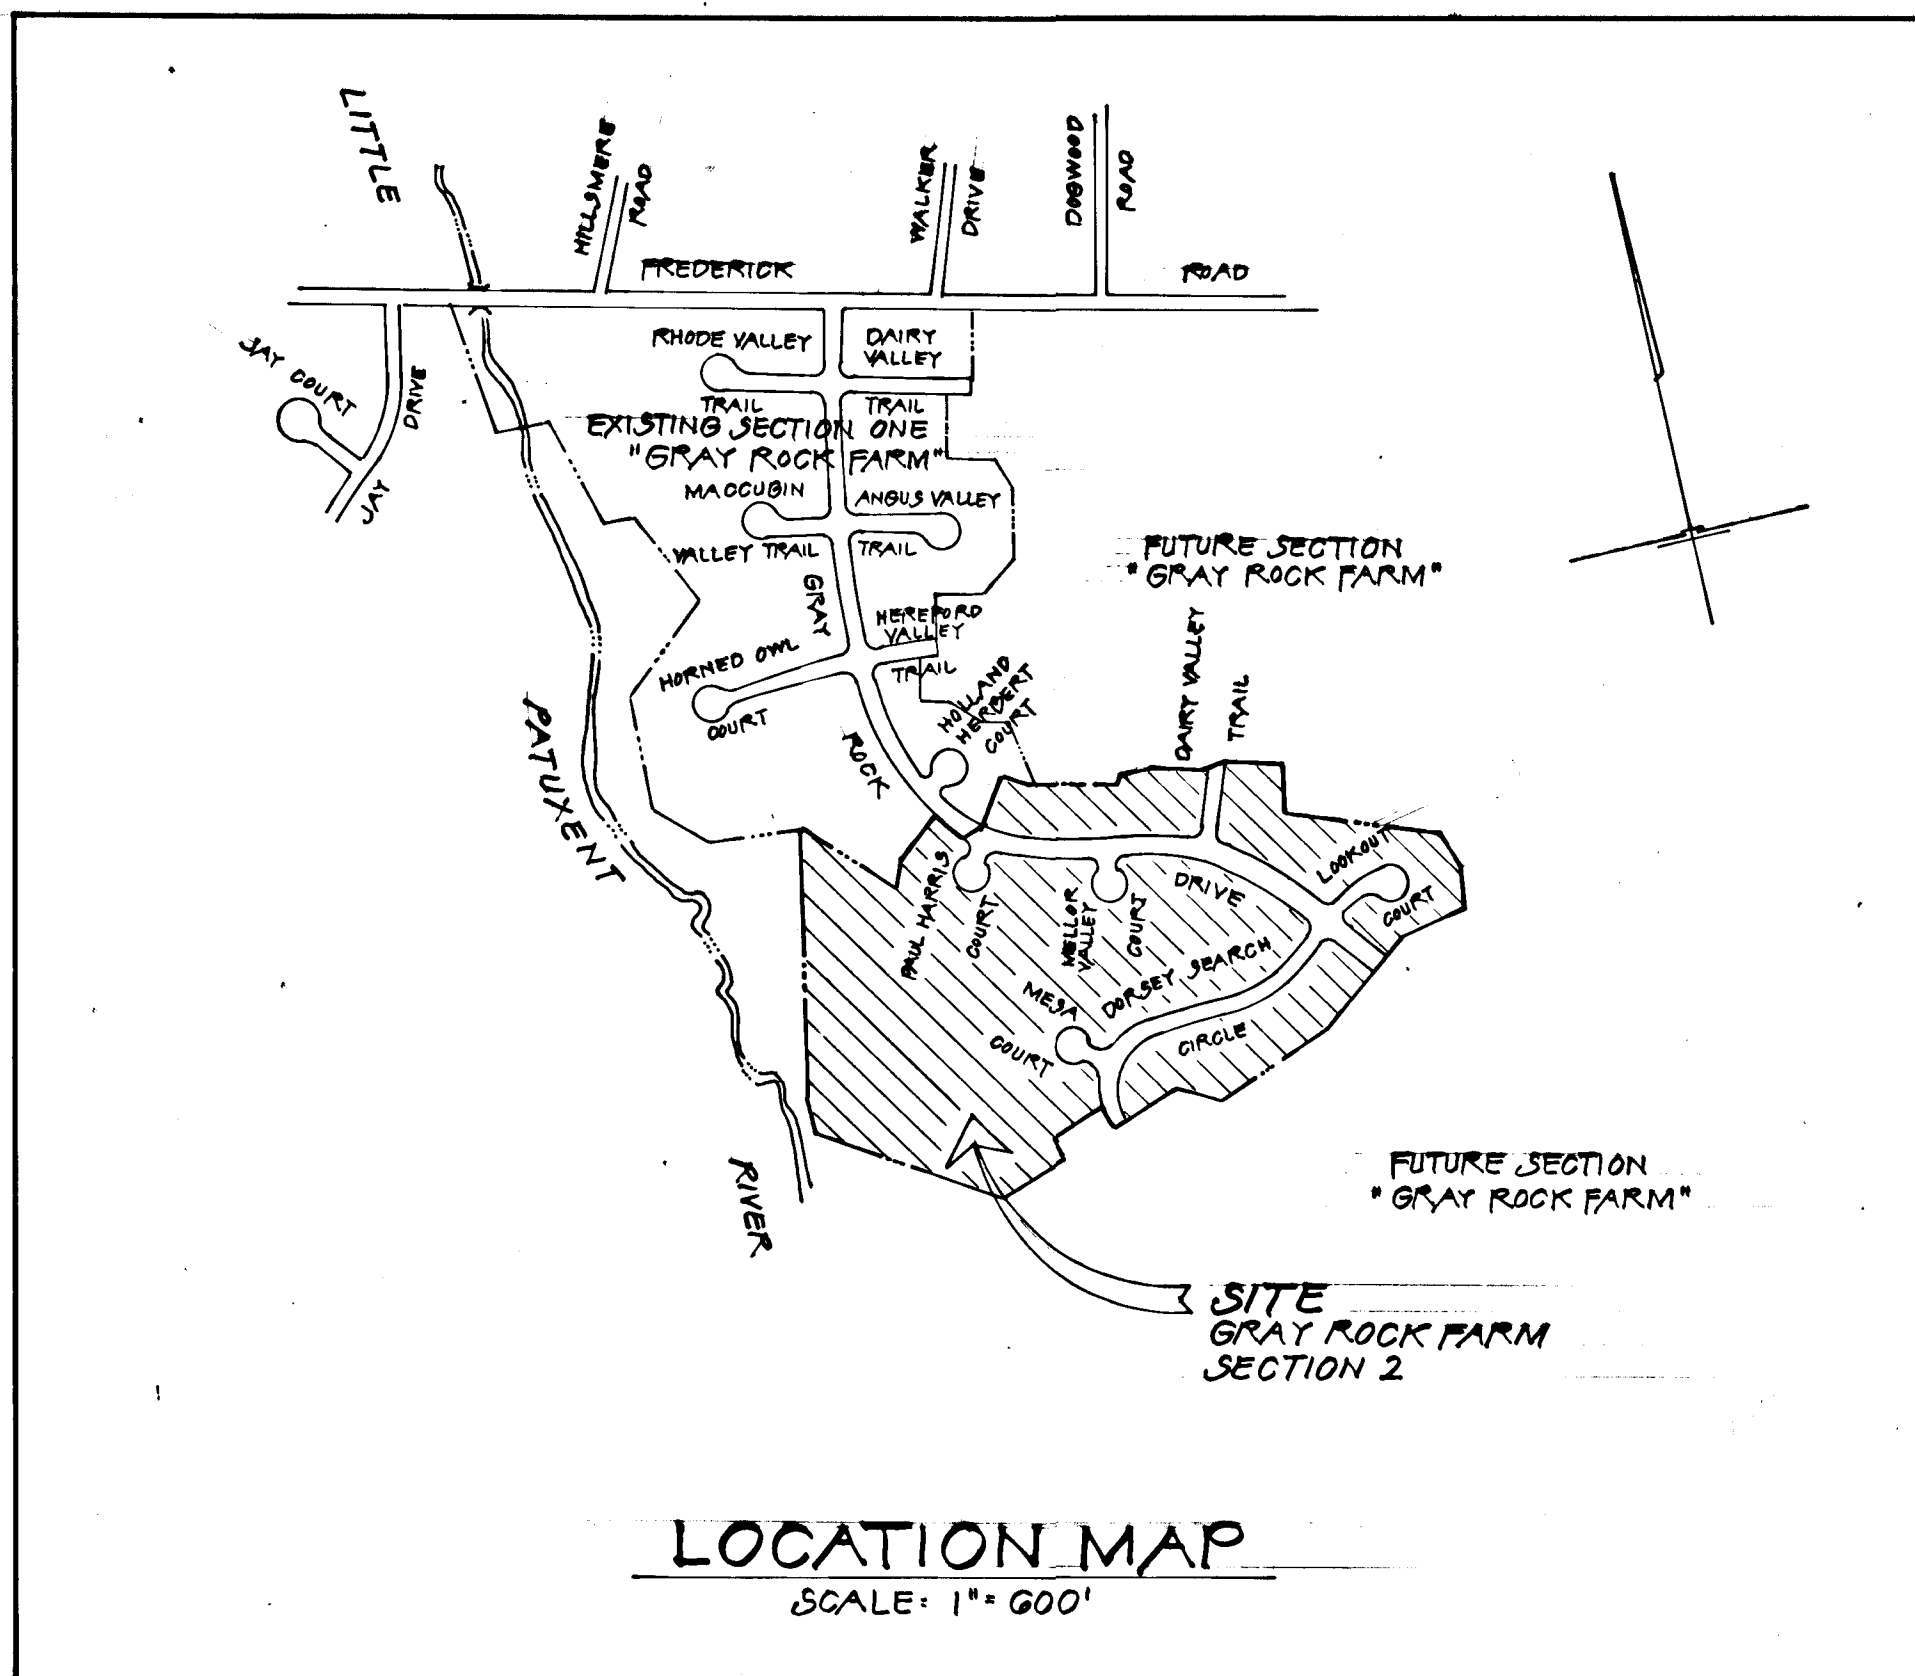 LITTLE
HILLSMERE
ROAD
WALKER
DRIVE
DOGWOOD
ROAD
FREDERICK
ROAD
JAY COURT
DRIVE
JAY
RHODE VALLEY
TRAIL
DAIRY
VALLEY
TRAIL
EXISTING SECTION ONE
"GRAY ROCK FARM"
MACCUBIN
VALLEY TRAIL
ANGUS VALLEY
TRAIL
GRAY
HEREFORD
VALLEY
TRAIL
HORNED OWL
COURT
HOLLAND
HERBERT
COURT
ROCK
FUTURE SECTION
"GRAY ROCK FARM"
DAIRY VALLEY
TRAIL
PATUXENT
PAUL HARRIS
COURT
MELLOR
VALLEY
COURT
DRIVE
LOOKOUT
COURT
DORSEY SEARCH
CIRCLE
MESA
COURT
RIVER
FUTURE SECTION
"GRAY ROCK FARM"
SITE
GRAY ROCK FARM
SECTION 2
LOCATION MAP
SCALE: 1" = 600'